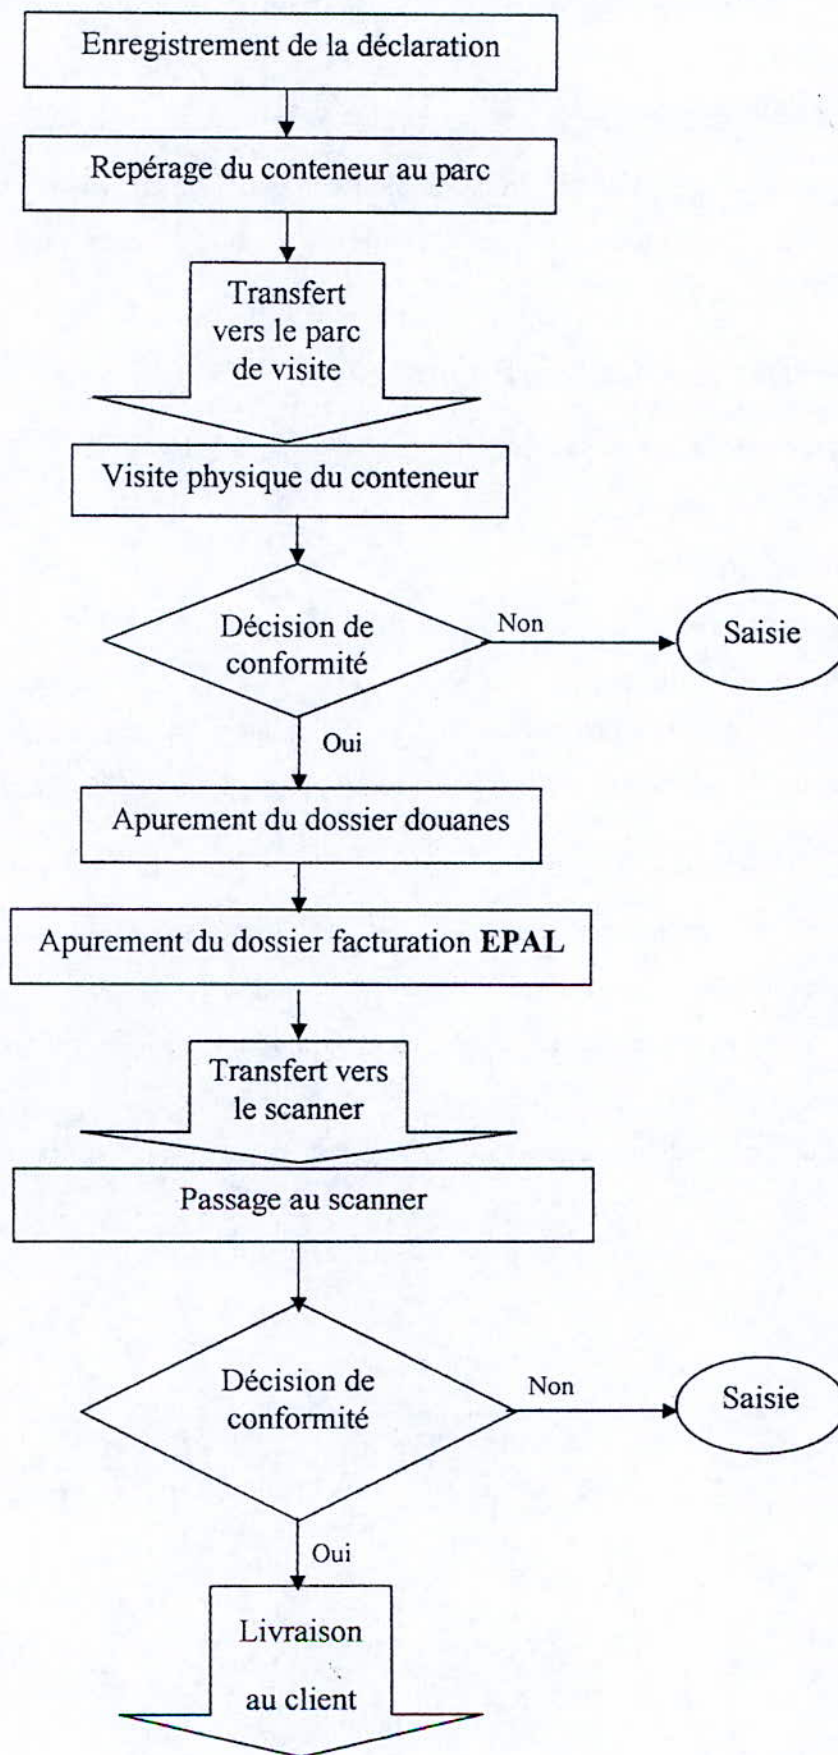 Enregistrement de la déclaration
Repérage du conteneur au parc
Transfert
vers le parc
de visite
Visite physique du conteneur
Décision de
conformité
Non
Saisie
Oui
Apurement du dossier douanes
Apurement du dossier facturation EPAL
Transfert vers
le scanner
Passage au scanner
Décision de
conformité
Non
Saisie
Oui
Livraison
au client